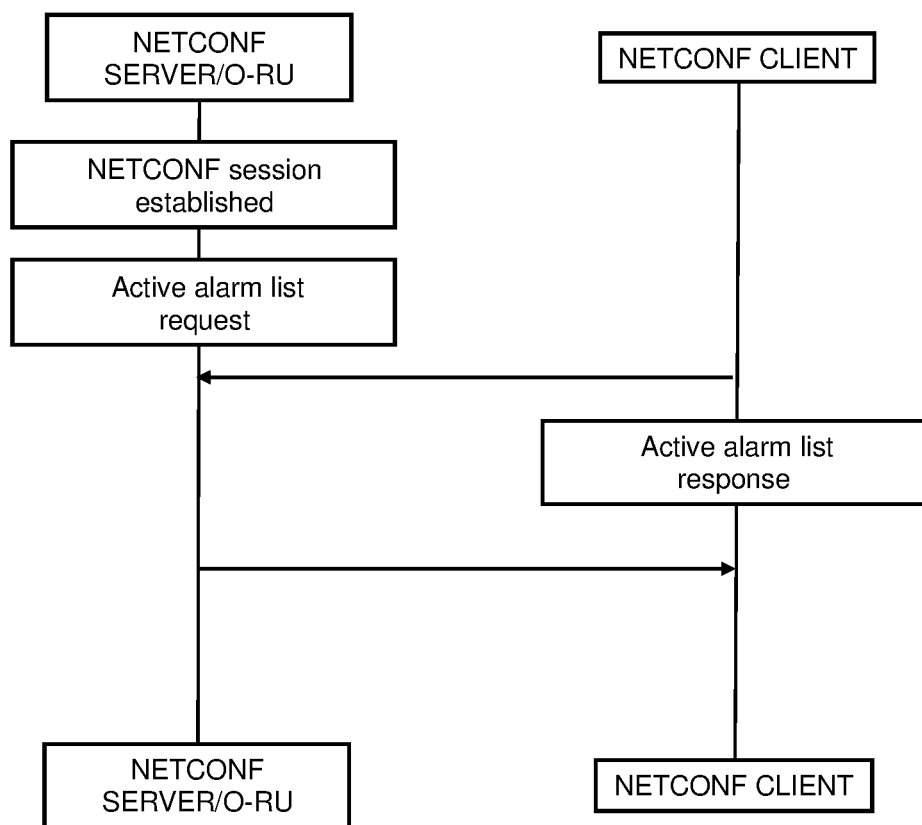 NETCONF
SERVER/O-RU
NETCONF CLIENT
NETCONF session
established
Active alarm list
request
Active alarm list
response
NETCONF
SERVER/O-RU
NETCONF CLIENT